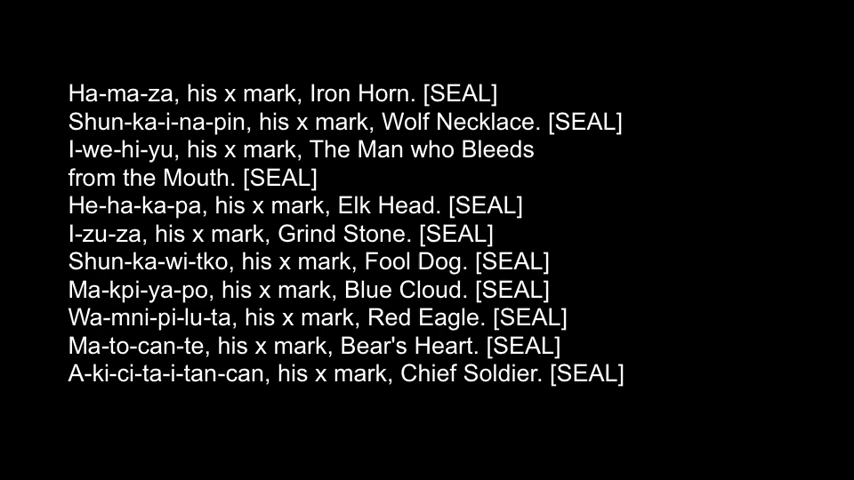 Ha-ma-za, his x mark, Iron Horn. [SEAL]
Shun-ka-i-na-pin, his x mark, Wolf Necklace. [SEAL]
I-we-hi-yu, his x mark, The Man who Bleeds
from the Mouth. [SEAL]
He-ha-ka-pa, his x mark, Elk Head. [SEAL]
I-zu-za, his x mark, Grind Stone. [SEAL]
Shun-ka-wi-tko, his x mark, Fool Dog. [SEAL]
Ma-kpi-ya-po, his x mark, Blue Cloud. [SEAL]
Wa-mni-pi-lu-ta, his x mark, Red Eagle. [SEAL]
Ma-to-can-te, his x mark, Bear's Heart. [SEAL]
A-ki-ci-ta-i-tan-can, his x mark, Chief Soldier. [SEAL]